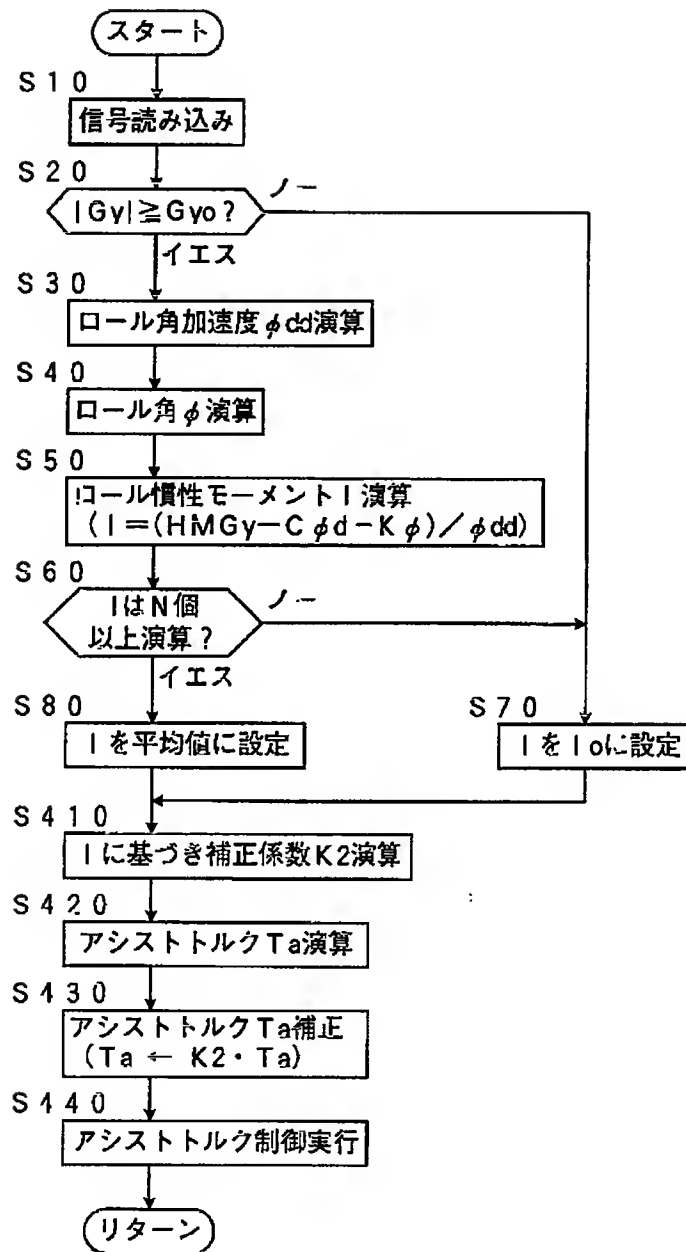 スタート
S10
信号読み込み
S20
|Gy|≧Gyo?
ノー
イエス
S30
ロール角加速度φdd演算
S40
ロール角φ演算
S50
ロール慣性モーメントI演算
(I=(HMGy-Cφd-Kφ)/φdd)
S60
IはN個
以上演算?
ノー
イエス
S80
Iを平均値に設定
S70
IをIoに設定
S410
Iに基づき補正係数K2演算
S420
アシストトルクTa演算
S430
アシストトルクTa補正
(Ta ← K2・Ta)
S440
アシストトルク制御実行
リターン